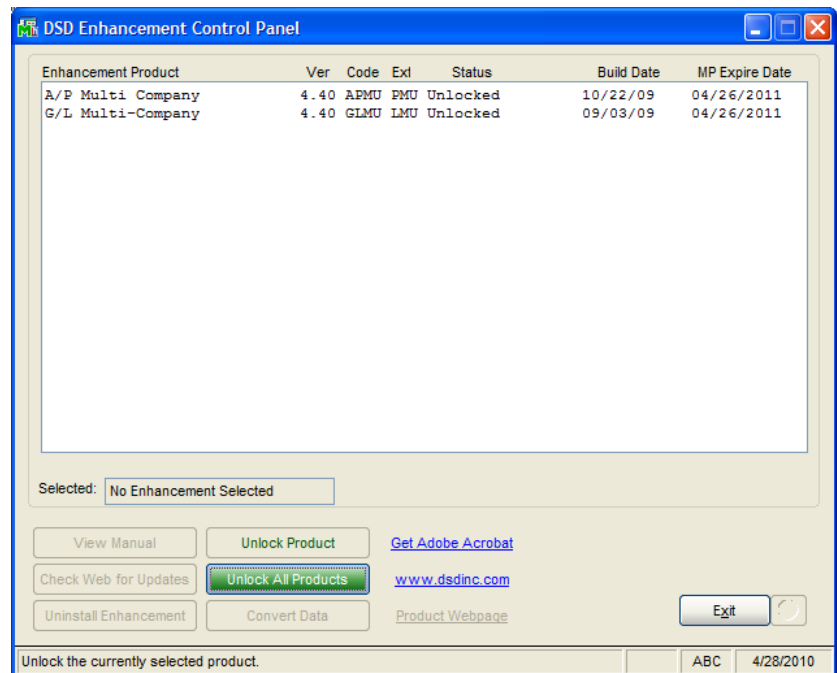 DSD Enhancement Control Panel
Enhancement Product Ver Code Ext Status Build Date MP Expire Date
A/P Multi Company 4.40 APMU PMU Unlocked 10/22/09 04/26/2011
G/L Multi-Company 4.40 GLMU LMU Unlocked 09/03/09 04/26/2011
Selected: No Enhancement Selected
View Manual Unlock Product Get Adobe Acrobat
Check Web for Updates Unlock All Products www.dsdinc.com
Uninstall Enhancement Convert Data Product Webpage Exit
Unlock the currently selected product. ABC 4/28/2010